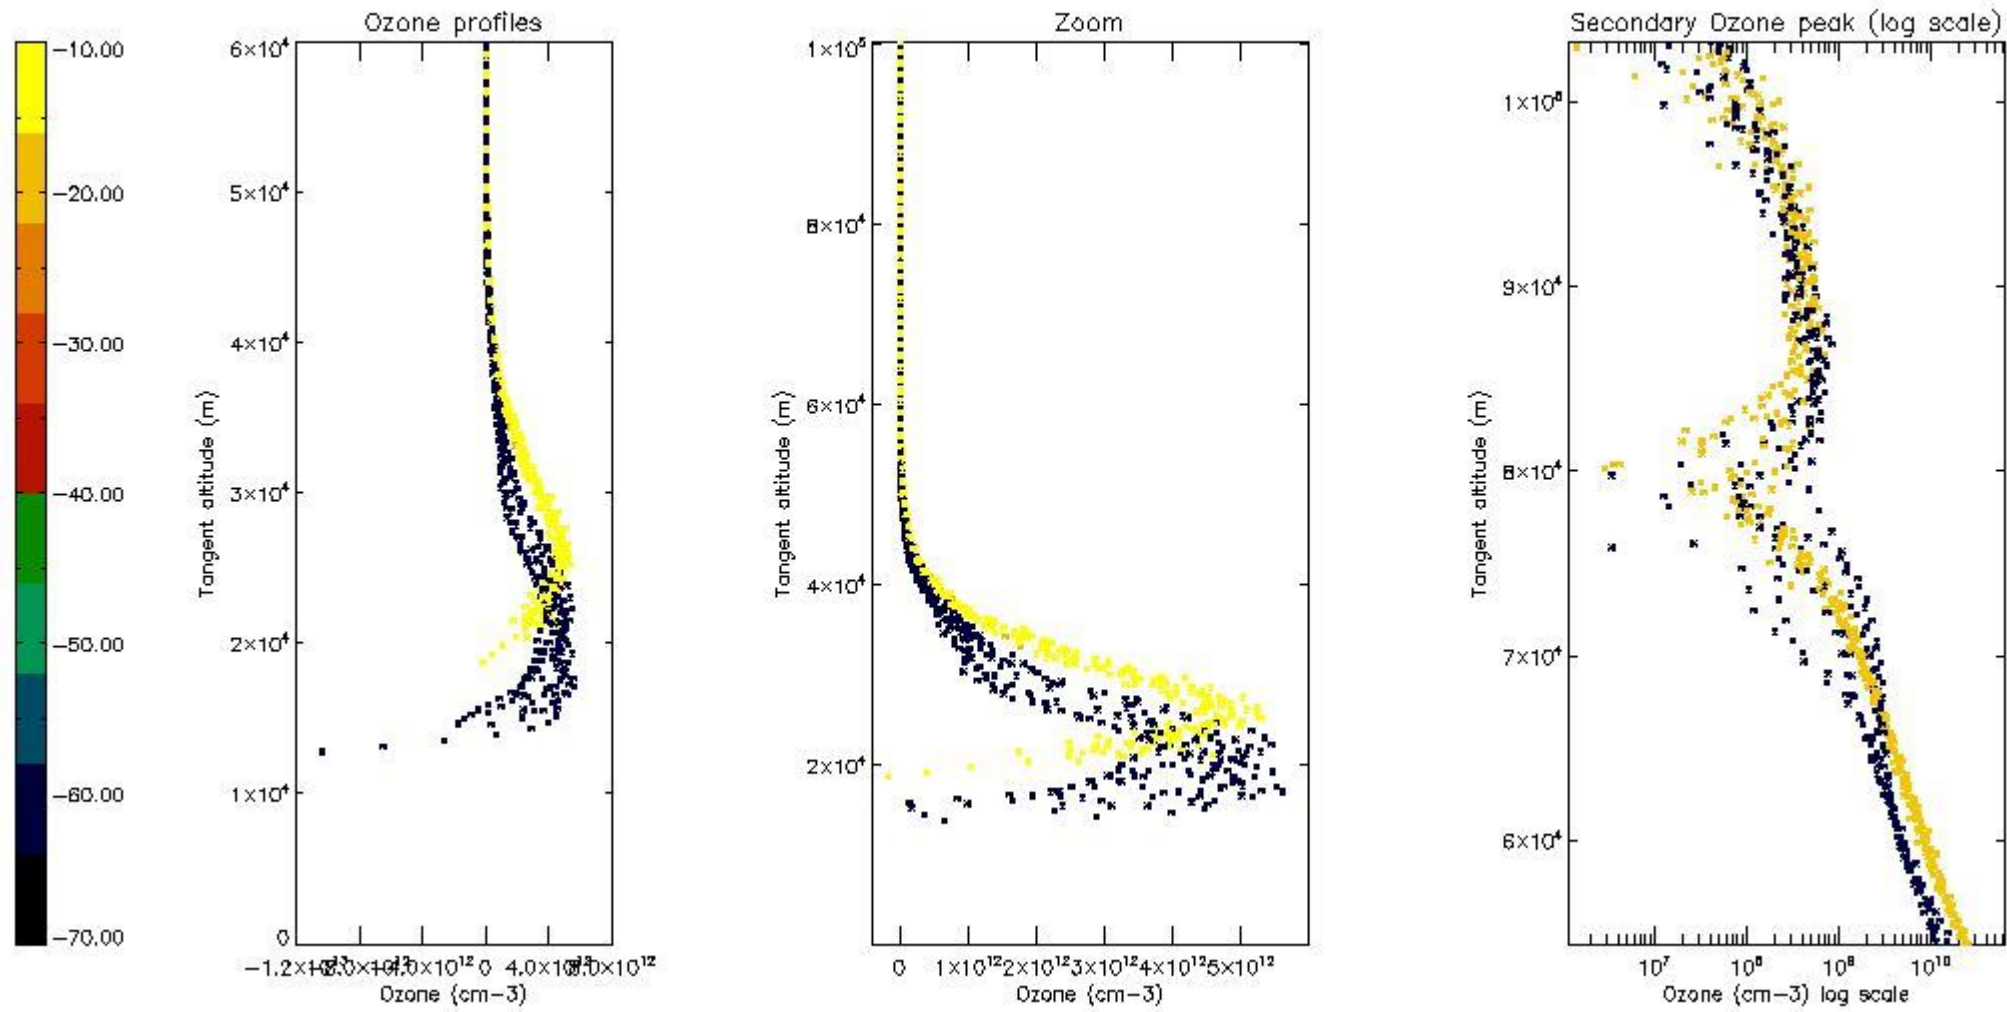 Ozone profiles
Zoom
Secondary Ozone peak (log scale)
−10.00
−20.00
−30.00
−40.00
−50.00
−60.00
−70.00
6×10⁴
5×10⁴
4×10⁴
3×10⁴
2×10⁴
1×10⁴
0
Tangent altitude (m)
0 4.0×10¹²
Ozone (cm−3)
1×10⁵
8×10⁴
6×10⁴
4×10⁴
2×10⁴
Tangent altitude (m)
0 1×10¹² 2×10¹² 3×10¹² 4×10¹² 5×10¹²
Ozone (cm−3)
1×10⁵
9×10⁴
8×10⁴
7×10⁴
6×10⁴
Tangent altitude (m)
10⁷ 10⁸ 10⁹ 10¹⁰
Ozone (cm−3) log scale